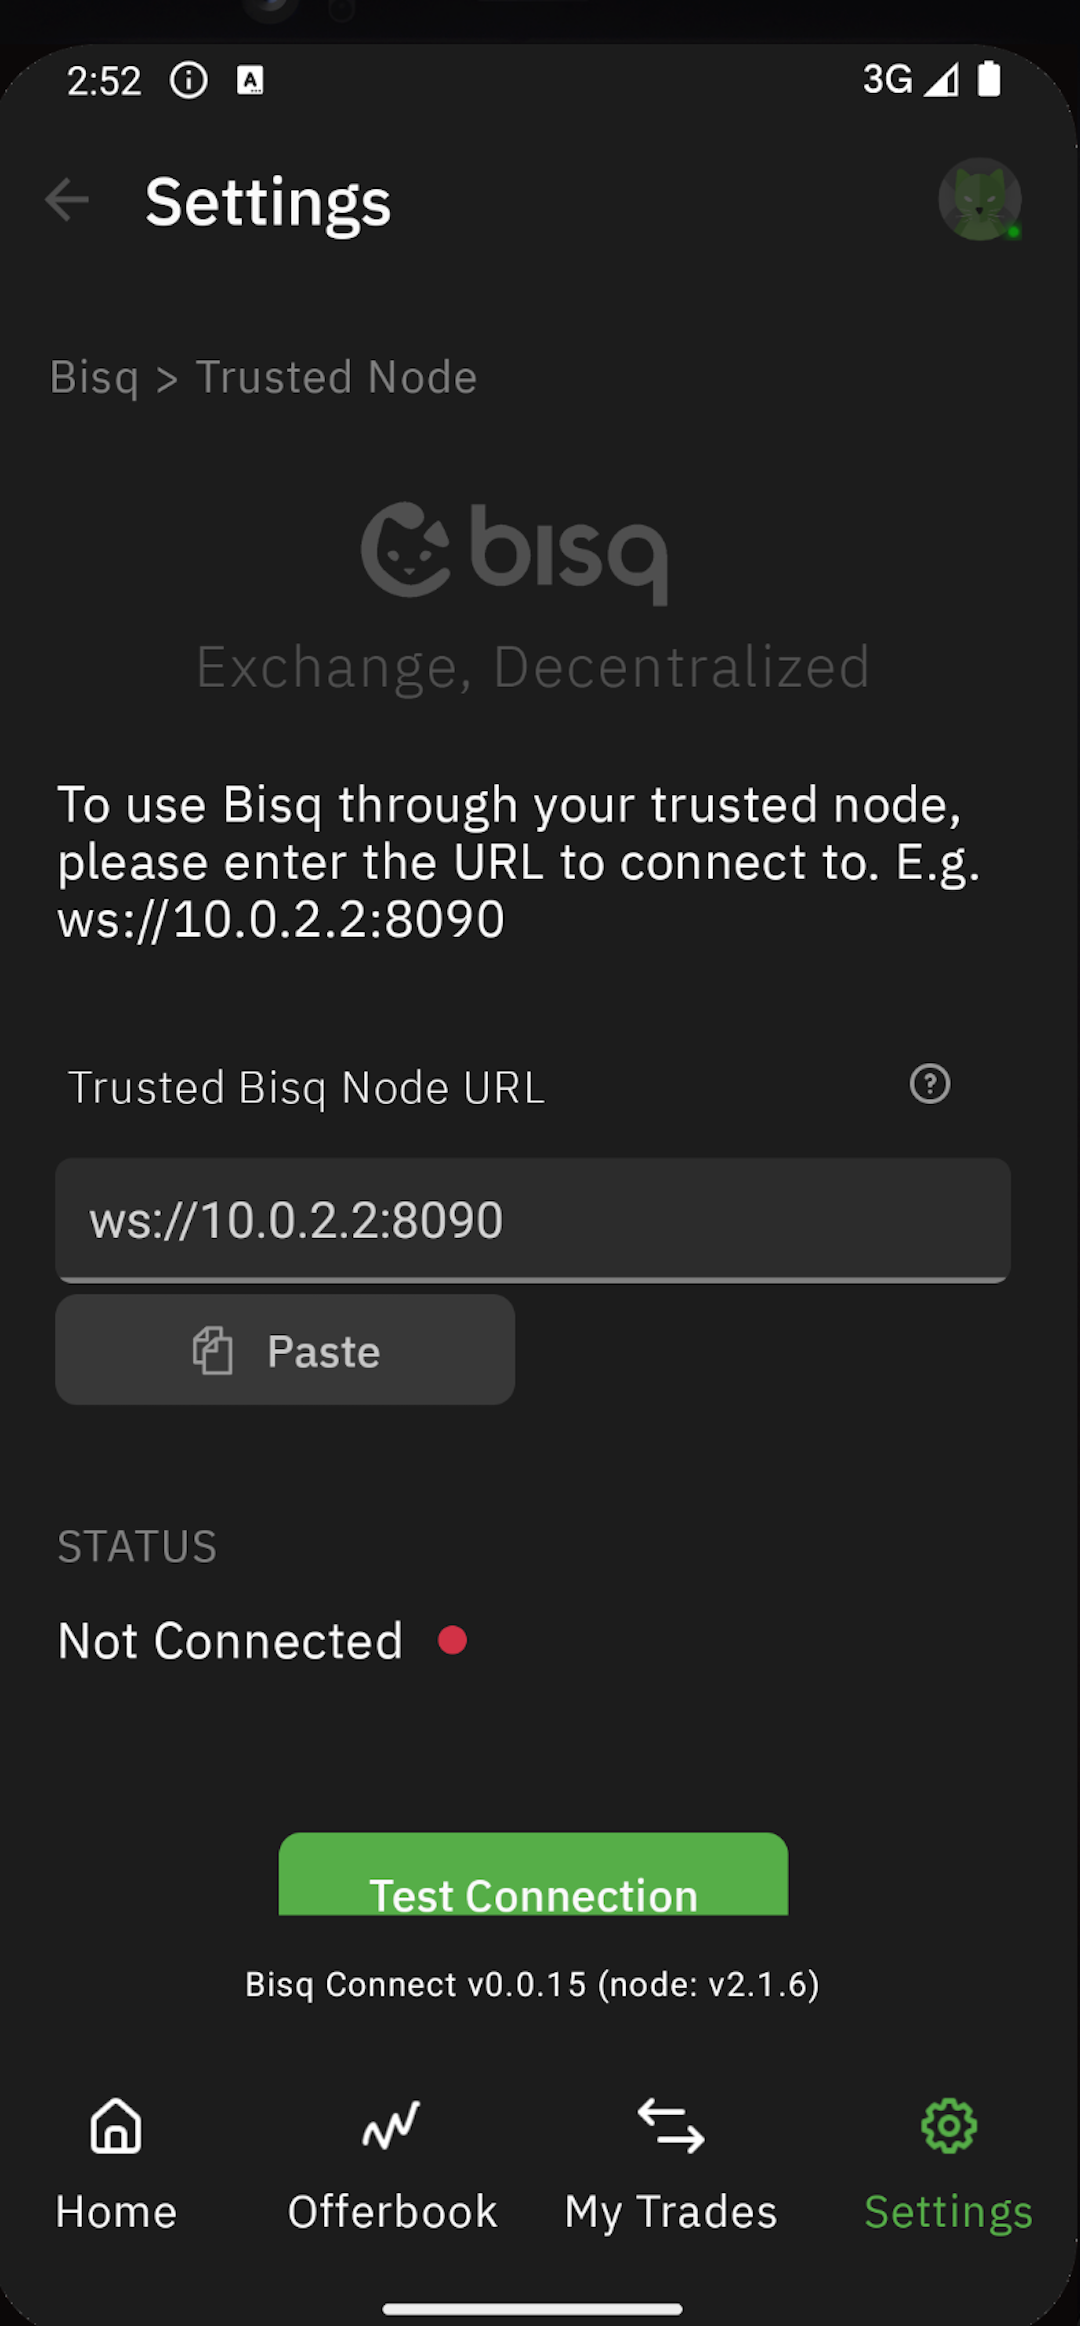 2:52
3G
Settings
Bisq > Trusted Node
bisq
Exchange, Decentralized
To use Bisq through your trusted node,
please enter the URL to connect to. E.g.
ws://10.0.2.2:8090
Trusted Bisq Node URL
ws://10.0.2.2:8090
Paste
STATUS
Not Connected
Test Connection
Bisq Connect v0.0.15 (node: v2.1.6)
Home
Offerbook
My Trades
Settings